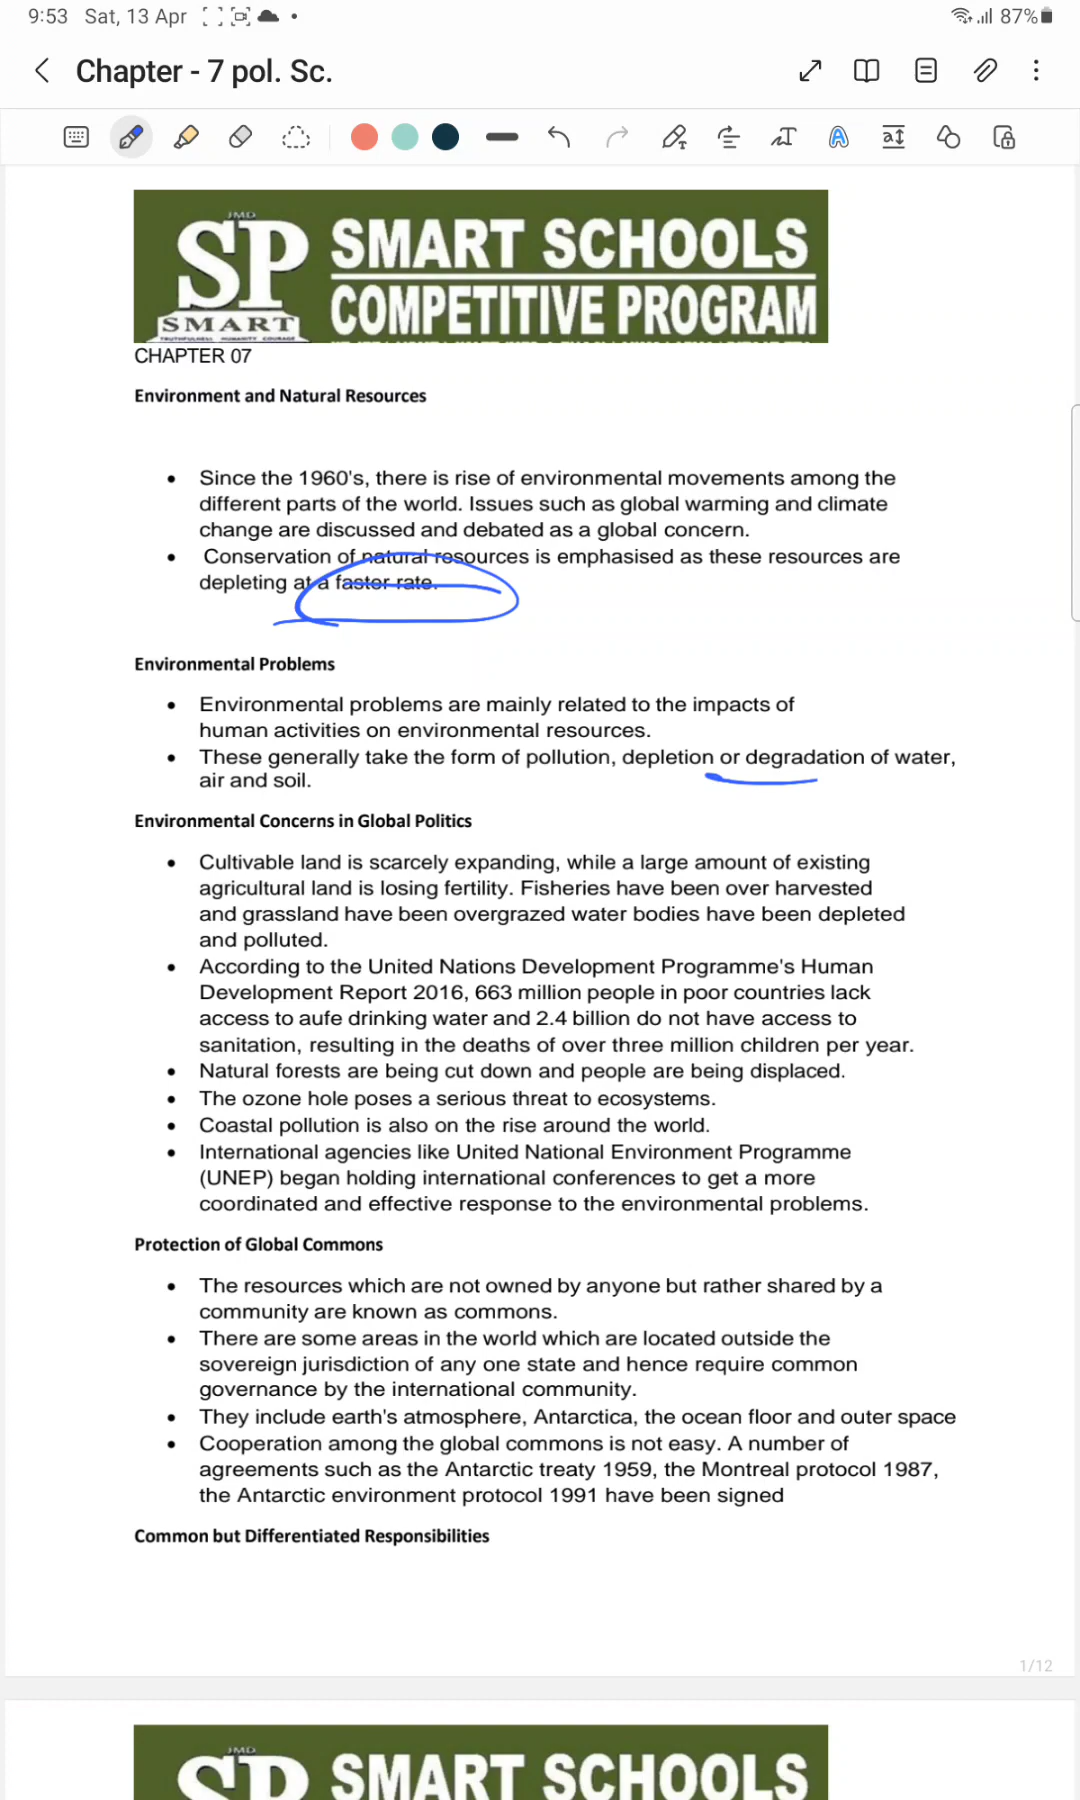 9:53 Sat, 13 Apr
87%
Chapter - 7 pol. Sc.
JMD
SP
SMART
TRUTHFULNESS HUMANITY COURAGE
SMART SCHOOLS
COMPETITIVE PROGRAM
CHAPTER 07
Environment and Natural Resources
• Since the 1960's, there is rise of environmental movements among the
different parts of the world. Issues such as global warming and climate
change are discussed and debated as a global concern.
• Conservation of natural resources is emphasised as these resources are
depleting at a faster rate.
Environmental Problems
• Environmental problems are mainly related to the impacts of
human activities on environmental resources.
• These generally take the form of pollution, depletion or degradation of water,
air and soil.
Environmental Concerns in Global Politics
• Cultivable land is scarcely expanding, while a large amount of existing
agricultural land is losing fertility. Fisheries have been over harvested
and grassland have been overgrazed water bodies have been depleted
and polluted.
• According to the United Nations Development Programme's Human
Development Report 2016, 663 million people in poor countries lack
access to aufe drinking water and 2.4 billion do not have access to
sanitation, resulting in the deaths of over three million children per year.
• Natural forests are being cut down and people are being displaced.
• The ozone hole poses a serious threat to ecosystems.
• Coastal pollution is also on the rise around the world.
• International agencies like United National Environment Programme
(UNEP) began holding international conferences to get a more
coordinated and effective response to the environmental problems.
Protection of Global Commons
• The resources which are not owned by anyone but rather shared by a
community are known as commons.
• There are some areas in the world which are located outside the
sovereign jurisdiction of any one state and hence require common
governance by the international community.
• They include earth's atmosphere, Antarctica, the ocean floor and outer space
• Cooperation among the global commons is not easy. A number of
agreements such as the Antarctic treaty 1959, the Montreal protocol 1987,
the Antarctic environment protocol 1991 have been signed
Common but Differentiated Responsibilities
1/12
JMD
SP
SMART SCHOOLS